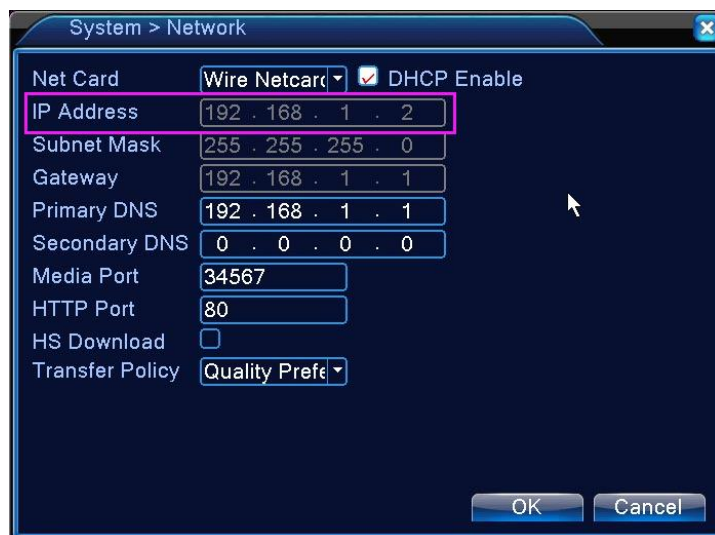 System > Network
Net Card Wire Netcard DHCP Enable
IP Address 192 . 168 . 1 . 2
Subnet Mask 255 . 255 . 255 . 0
Gateway 192 . 168 . 1 . 1
Primary DNS 192 . 168 . 1 . 1
Secondary DNS 0 . 0 . 0 . 0
Media Port 34567
HTTP Port 80
HS Download
Transfer Policy Quality Prefe
OK Cancel